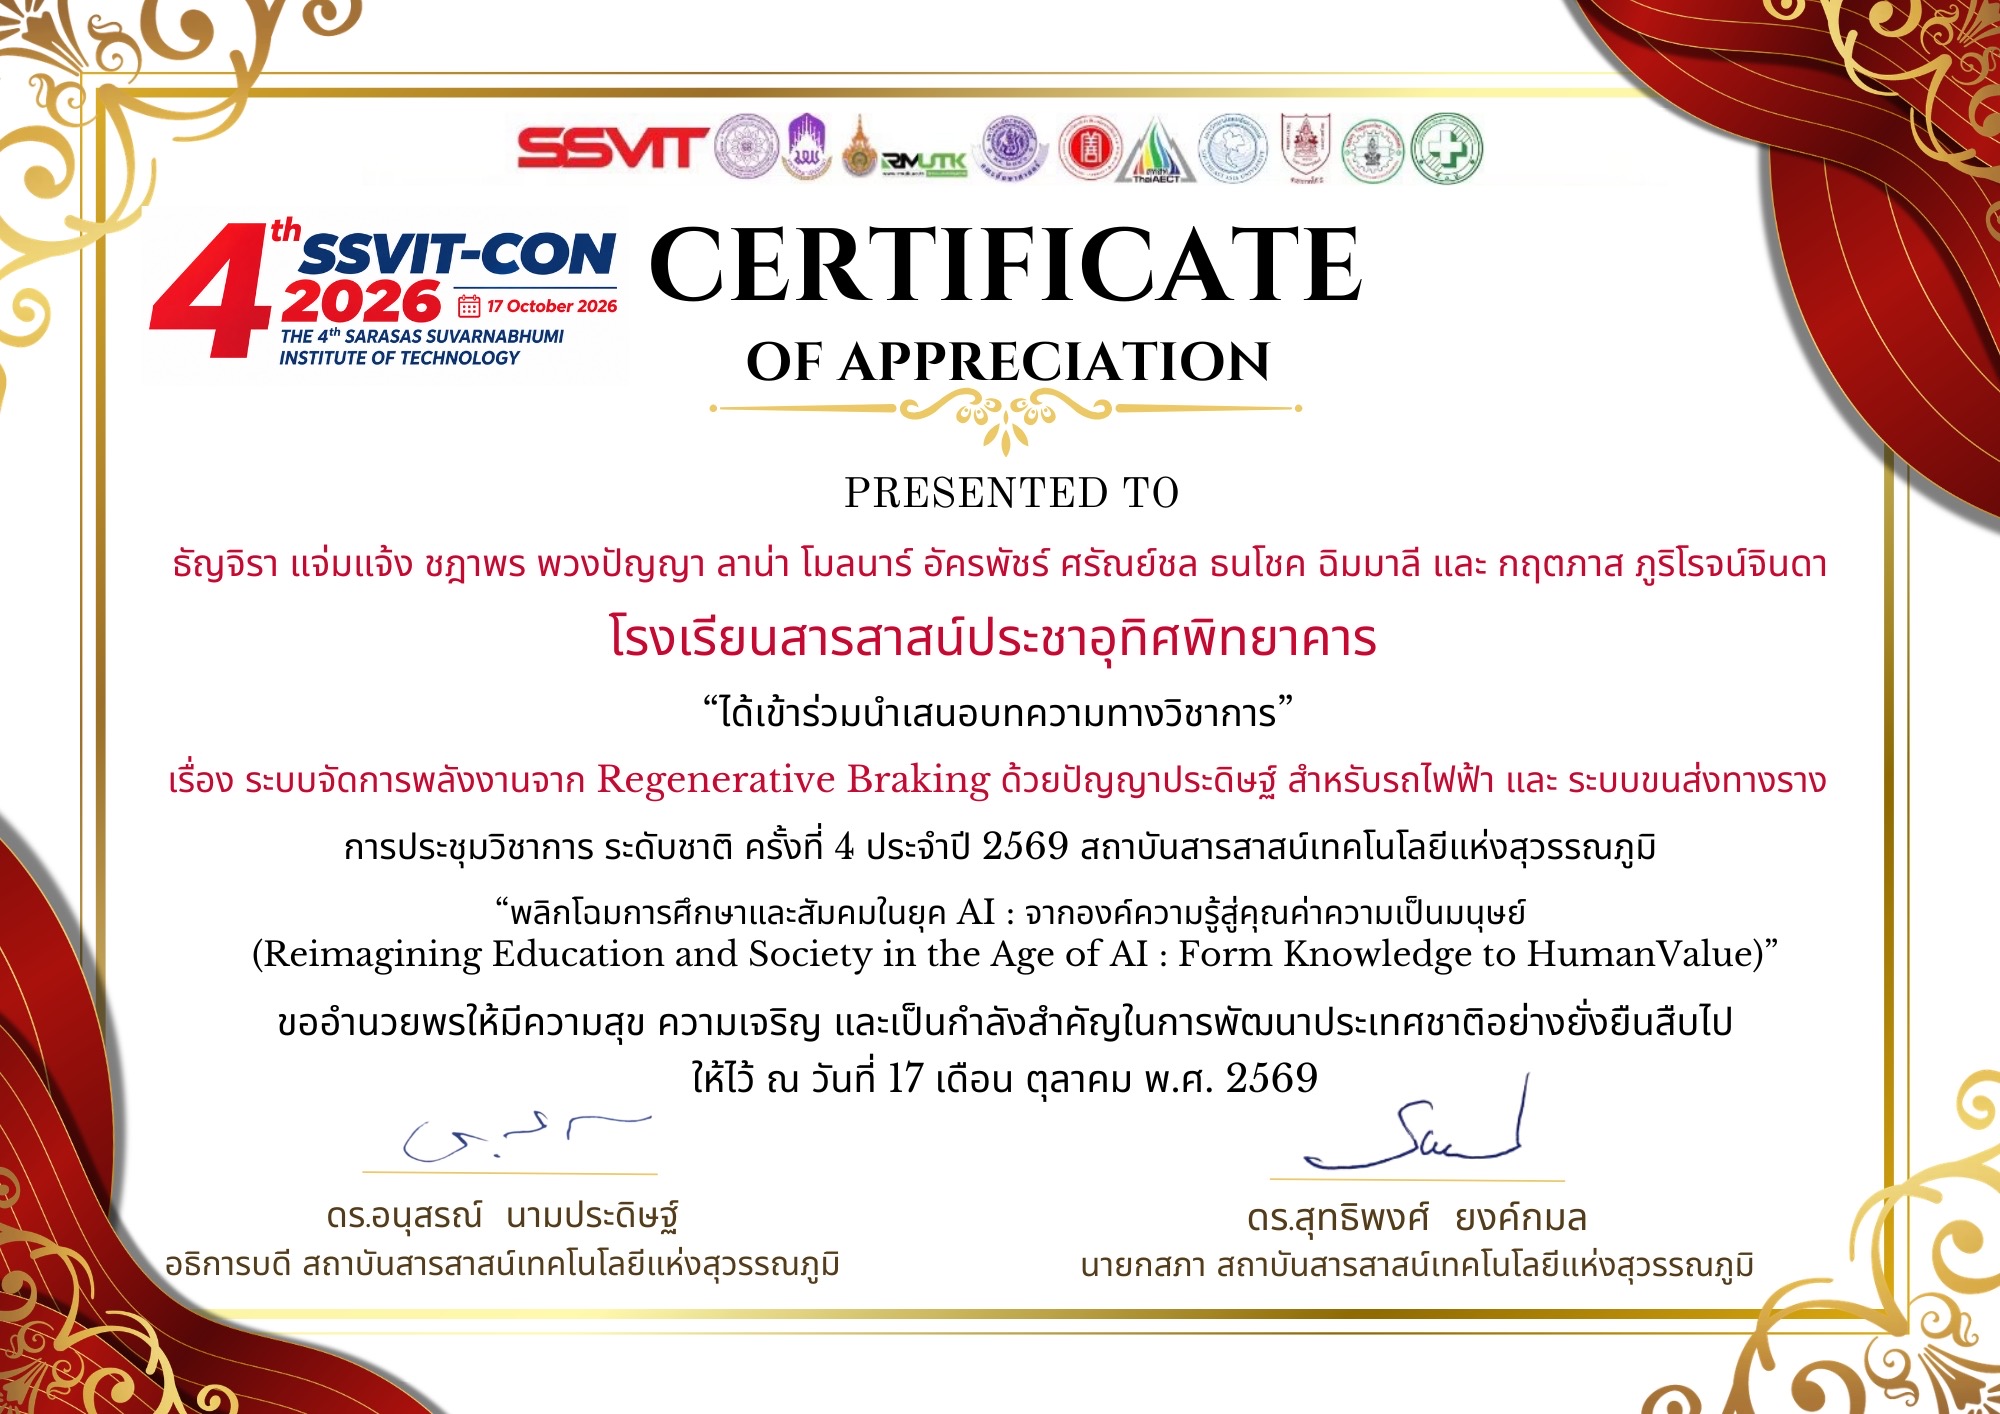 SSVIT
RMUTK
ThaiAECT
4th SSVIT-CON
2026 17 October 2026
THE 4th SARASAS SUVARNABHUMI
INSTITUTE OF TECHNOLOGY
CERTIFICATE
OF APPRECIATION
PRESENTED TO
ธัญจิรา แจ่มแจ้ง ชฎาพร พวงปัญญา ลาน่า โมลนาร์ อัครพัชร์ ศรัณย์ชล ธนโชค ฉิมมาลี และ กฤตภาส ภูริโรจน์จินดา
โรงเรียนสารสาสน์ประชาอุทิศพิทยาคาร
“ได้เข้าร่วมนำเสนอบทความทางวิชาการ”
เรื่อง ระบบจัดการพลังงานจาก Regenerative Braking ด้วยปัญญาประดิษฐ์ สำหรับรถไฟฟ้า และ ระบบขนส่งทางราง
การประชุมวิชาการ ระดับชาติ ครั้งที่ 4 ประจำปี 2569 สถาบันสารสาสน์เทคโนโลยีแห่งสุวรรณภูมิ
“พลิกโฉมการศึกษาและสัมคมในยุค AI : จากองค์ความรู้สู่คุณค่าความเป็นมนุษย์
(Reimagining Education and Society in the Age of AI : Form Knowledge to HumanValue)”
ขออำนวยพรให้มีความสุข ความเจริญ และเป็นกำลังสำคัญในการพัฒนาประเทศชาติอย่างยั่งยืนสืบไป
ให้ไว้ ณ วันที่ 17 เดือน ตุลาคม พ.ศ. 2569
ดร.อนุสรณ์ นามประดิษฐ์
อธิการบดี สถาบันสารสาสน์เทคโนโลยีแห่งสุวรรณภูมิ
ดร.สุทธิพงศ์ ยงค์กมล
นายกสภา สถาบันสารสาสน์เทคโนโลยีแห่งสุวรรณภูมิ